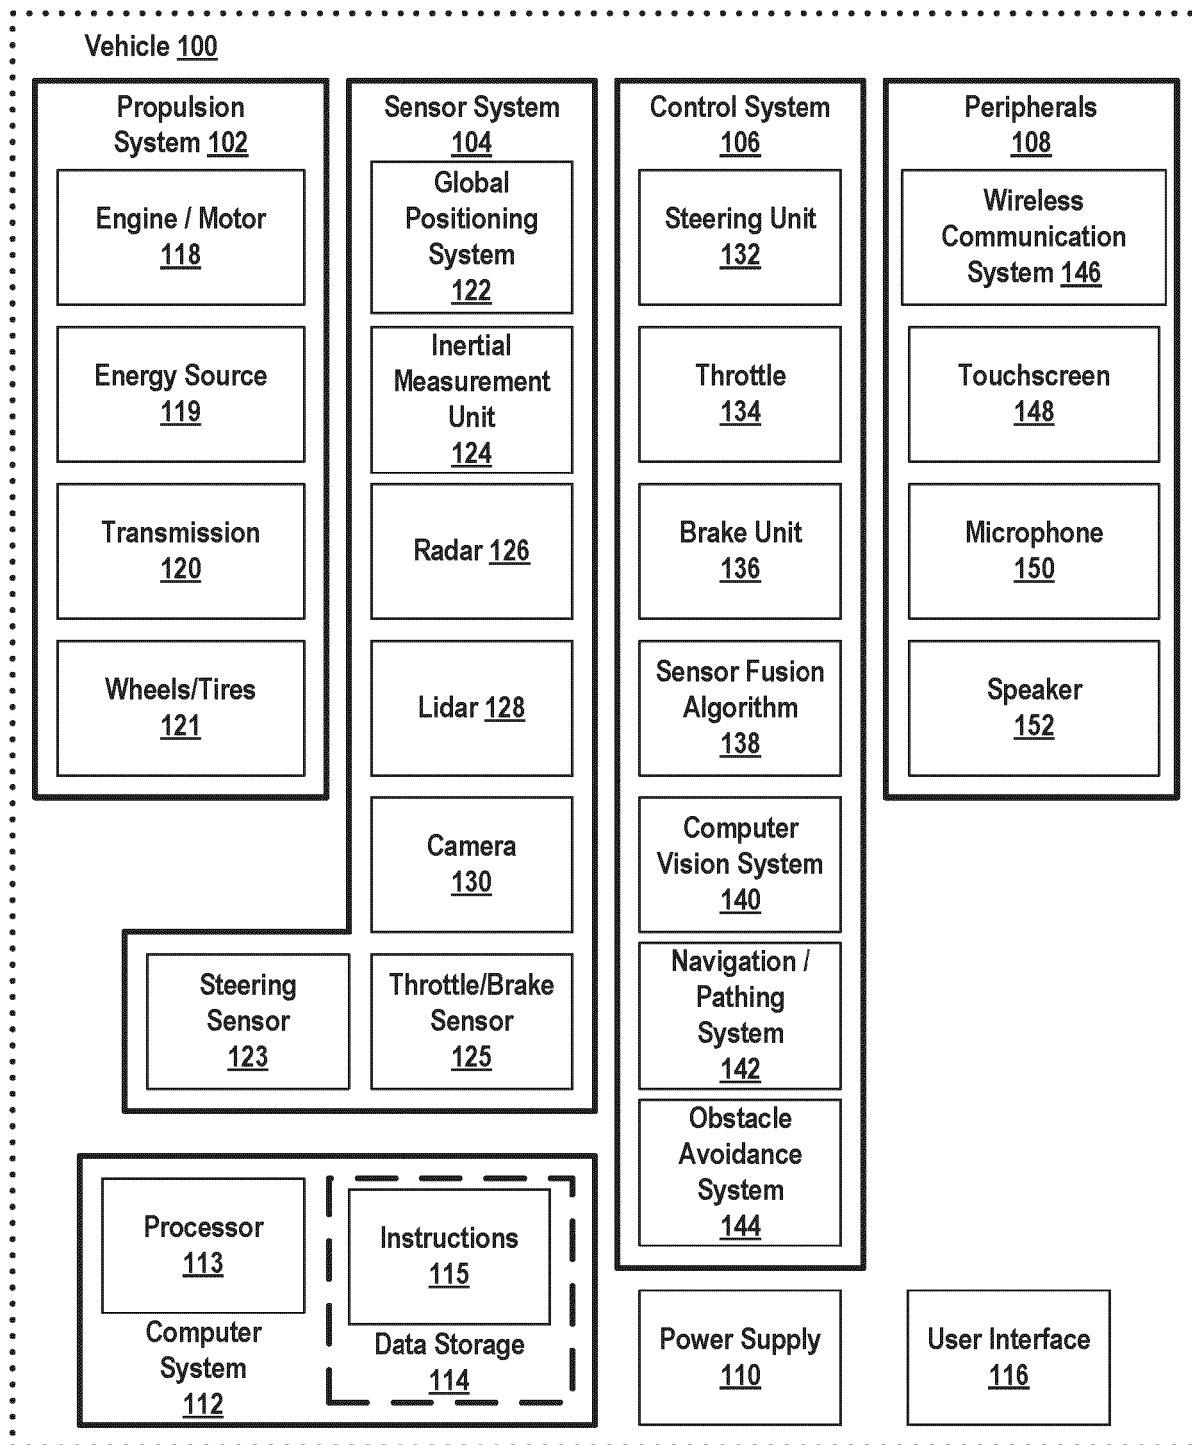 Vehicle 100
Propulsion
System 102
Engine / Motor
118
Energy Source
119
Transmission
120
Wheels/Tires
121
Sensor System
104
Global
Positioning
System
122
Inertial
Measurement
Unit
124
Radar 126
Lidar 128
Camera
130
Steering
Sensor
123
Throttle/Brake
Sensor
125
Control System
106
Steering Unit
132
Throttle
134
Brake Unit
136
Sensor Fusion
Algorithm
138
Computer
Vision System
140
Navigation /
Pathing
System
142
Obstacle
Avoidance
System
144
Peripherals
108
Wireless
Communication
System 146
Touchscreen
148
Microphone
150
Speaker
152
Processor
113
Computer
System
112
Instructions
115
Data Storage
114
Power Supply
110
User Interface
116